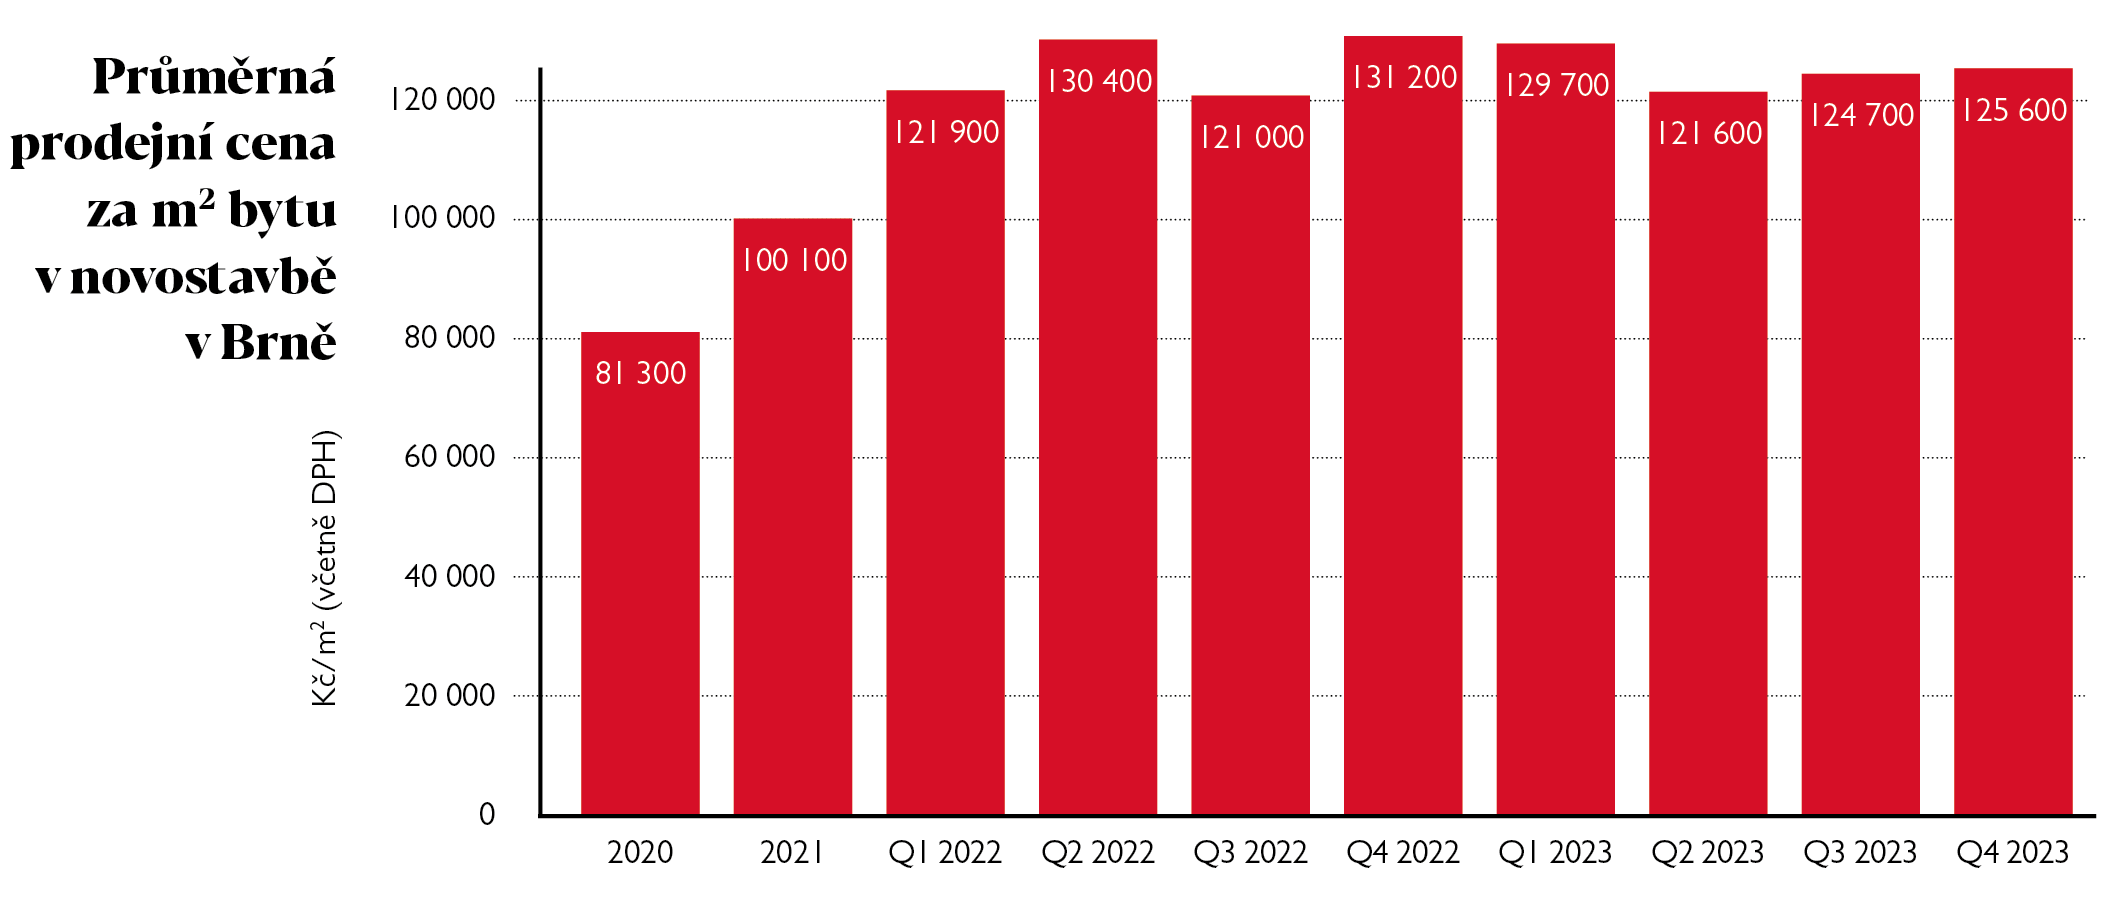 Průměrná
prodejní cena
za m² bytu
v novostavbě
v Brně
Kč/m² (včetně DPH)
120 000
100 000
80 000
60 000
40 000
20 000
0
81 300
100 100
121 900
130 400
121 000
131 200
129 700
121 600
124 700
125 600
2020
2021
Q1 2022
Q2 2022
Q3 2022
Q4 2022
Q1 2023
Q2 2023
Q3 2023
Q4 2023